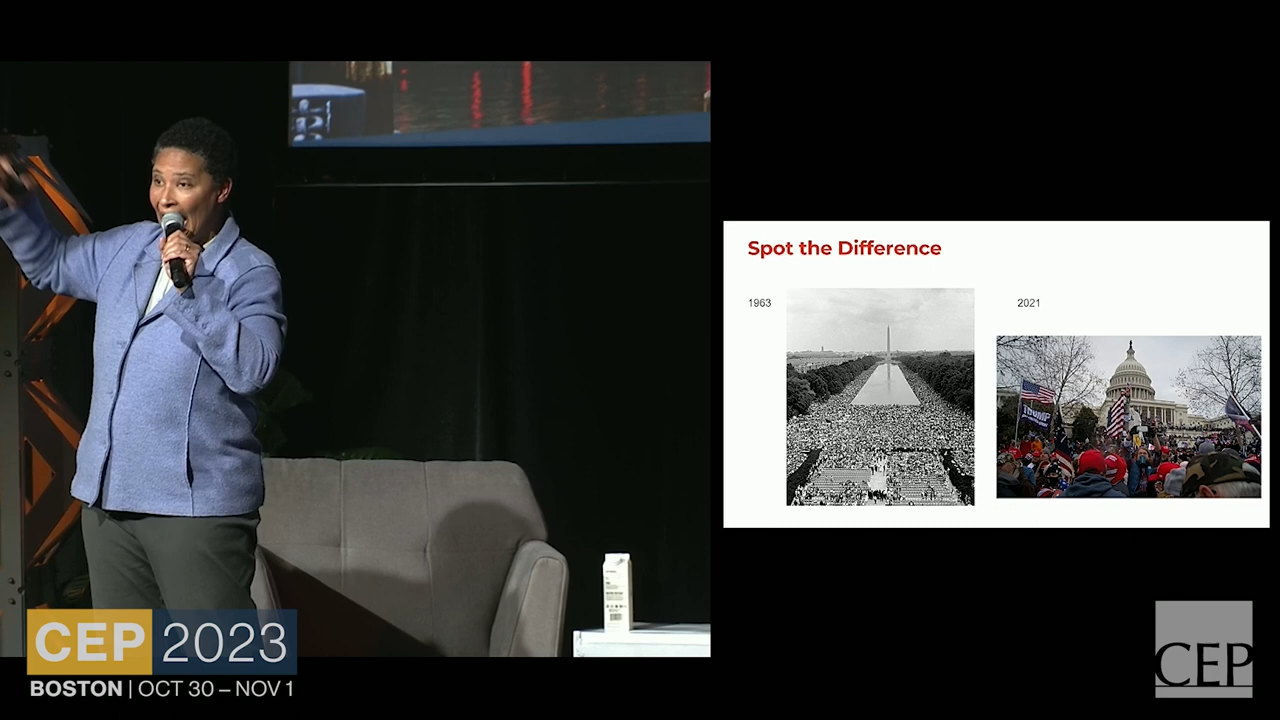 Spot the Difference
1963
2021
TRUMP
CEP 2023
BOSTON | OCT 30 – NOV 1
CEP